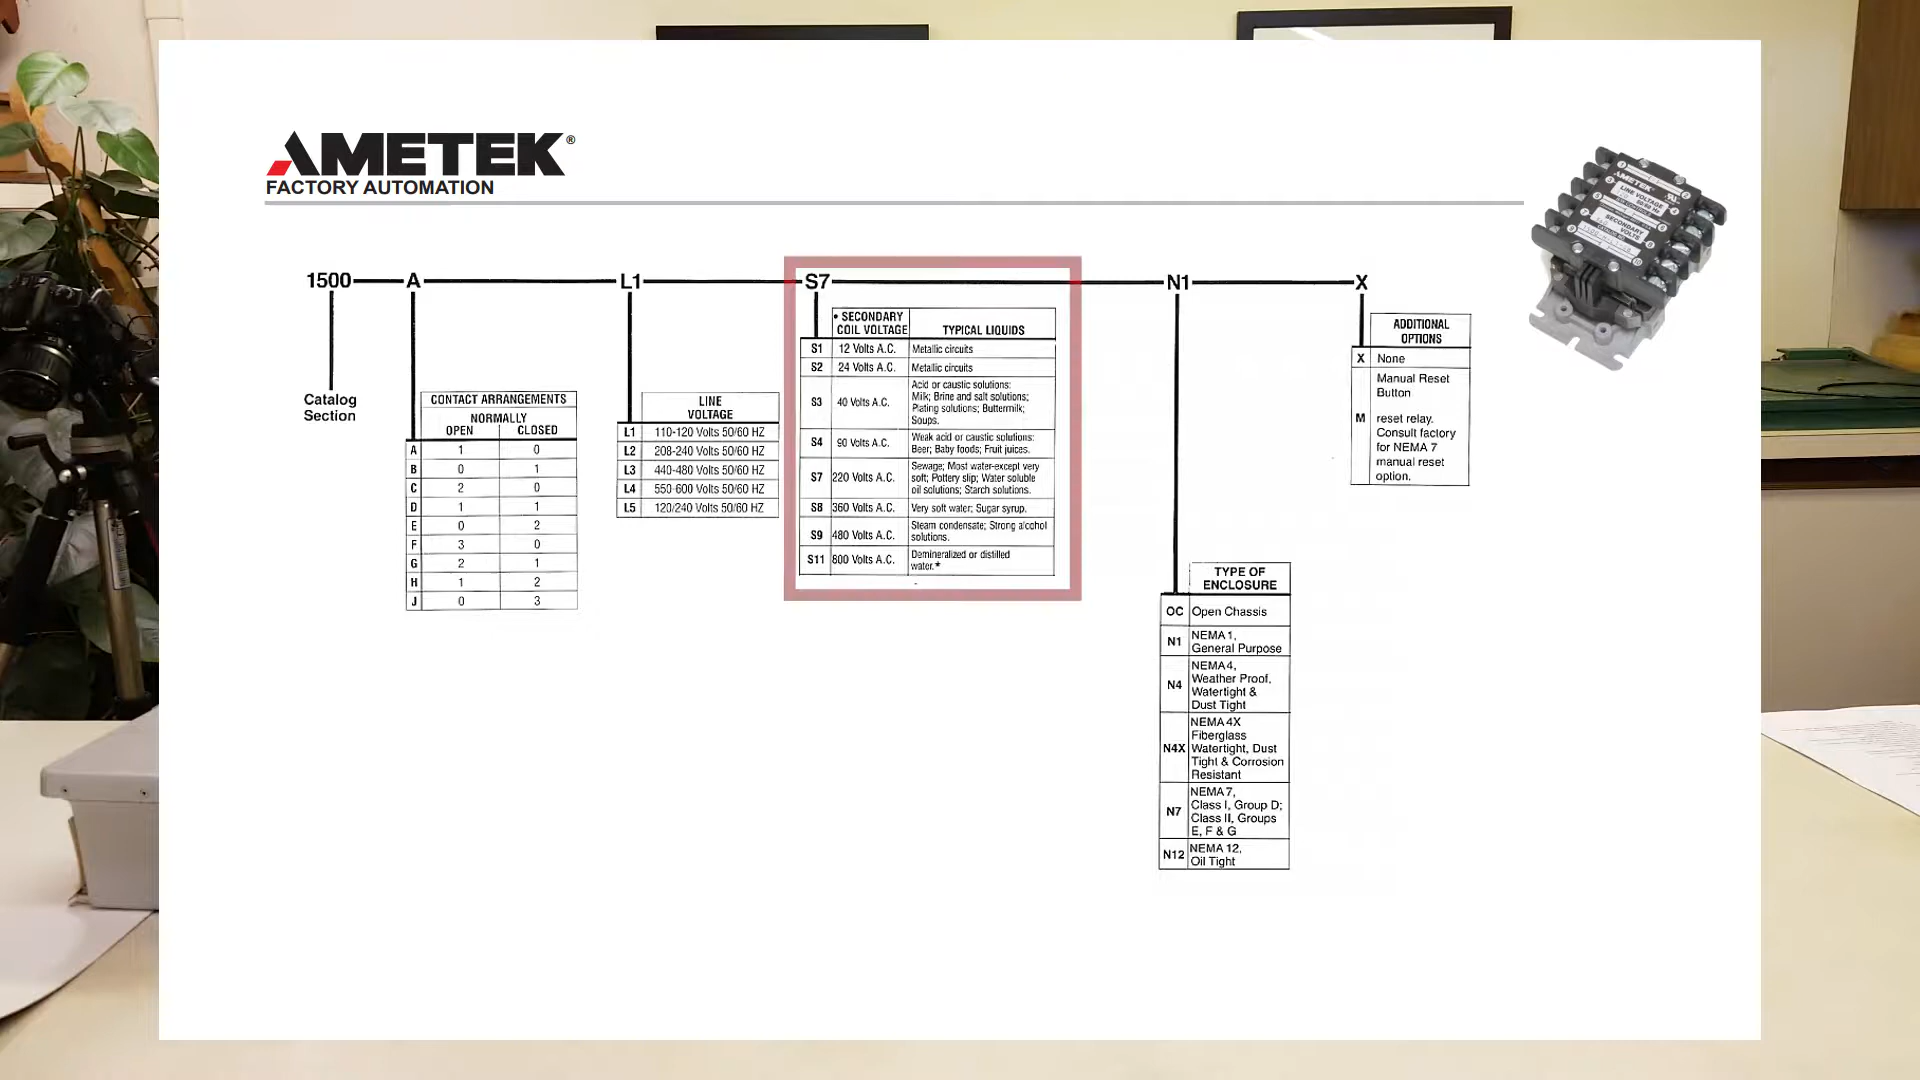 AMETEK®
FACTORY AUTOMATION
1500 A L1 S7 N1 X
Catalog
Section
CONTACT ARRANGEMENTS
NORMALLY
OPEN CLOSED
A 1 0
B 0 1
C 2 0
D 1 1
E 0 2
F 3 0
G 2 1
H 1 2
J 0 3
LINE
VOLTAGE
L1 110-120 Volts 50/60 HZ
L2 208-240 Volts 50/60 HZ
L3 440-480 Volts 50/60 HZ
L4 550-600 Volts 50/60 HZ
L5 120/240 Volts 50/60 HZ
• SECONDARY
COIL VOLTAGE TYPICAL LIQUIDS
S1 12 Volts A.C. Metallic circuits
S2 24 Volts A.C. Metallic circuits
S3 40 Volts A.C. Acid or caustic solutions:
Milk; Brine and salt solutions;
Plating solutions; Buttermilk;
Soups.
S4 90 Volts A.C. Weak acid or caustic solutions:
Beer; Baby foods; Fruit juices.
S7 220 Volts A.C. Sewage; Most water-except very
soft; Pottery slip; Water soluble
oil solutions; Starch solutions.
S8 360 Volts A.C. Very soft water; Sugar syrup.
S9 480 Volts A.C. Steam condensate; Strong alcohol
solutions.
S11 800 Volts A.C. Demineralized or distilled
water.*
TYPE OF
ENCLOSURE
OC Open Chassis
N1 NEMA 1,
General Purpose
N4 NEMA 4,
Weather Proof,
Watertight &
Dust Tight
N4X NEMA 4X
Fiberglass
Watertight, Dust
Tight & Corrosion
Resistant
N7 NEMA 7,
Class I, Group D;
Class II, Groups
E, F & G
N12 NEMA 12,
Oil Tight
ADDITIONAL
OPTIONS
X None
Manual Reset
Button
M reset relay.
Consult factory
for NEMA 7
manual reset
option.
AMETEK
LINE VOLTAGE
50/60 Hz
SECONDARY
VOLTS